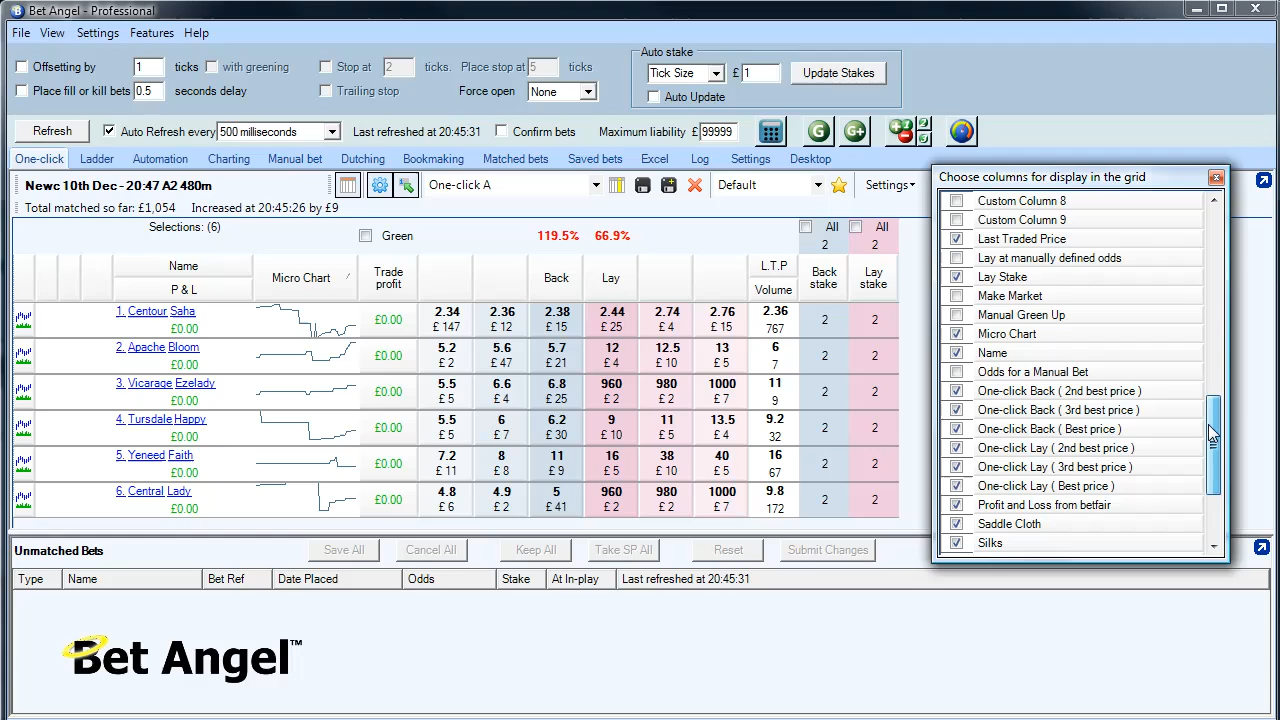 Bet Angel - Professional
File View Settings Features Help
Offsetting by 1 ticks with greening Stop at 2 ticks. Place stop at 5 ticks
Place fill or kill bets 0.5 seconds delay Trailing stop Force open None
Auto stake
Tick Size £ 1 Update Stakes
Auto Update
Refresh Auto Refresh every 500 milliseconds Last refreshed at 20:45:31 Confirm bets Maximum liability £ 99999 G G+
One-click Ladder Automation Charting Manual bet Dutching Bookmaking Matched bets Saved bets Excel Log Settings Desktop
Newc 10th Dec - 20:47 A2 480m One-click A Default Settings
Total matched so far: £1,054 Increased at 20:45:26 by £9
Selections: (6) Green 119.5% 66.9% All 2 All 2
Name P & L Micro Chart Trade profit Back Lay L.T.P Volume Back stake Lay stake
1. Centour Saha £0.00 2.34 2.36 2.38 2.44 2.74 2.76 2.36 2 2
£0.00 £ 147 £ 12 £ 15 £ 25 £ 4 £ 15 767
2. Apache Bloom £0.00 5.2 5.6 5.7 12 12.5 13 6 2 2
£0.00 £ 2 £ 47 £ 21 £ 4 £ 10 £ 5 7
3. Vicarage Ezelady £0.00 5.5 6.6 6.8 960 980 1000 11 2 2
£0.00 £ 5 £ 4 £ 25 £ 2 £ 2 £ 2 9
4. Tursdale Happy £0.00 5.5 6 6.2 9 11 13.5 9.2 2 2
£0.00 £ 5 £ 7 £ 30 £ 10 £ 5 £ 4 32
5. Yeneed Faith £0.00 7.2 8 11 16 38 40 16 2 2
£0.00 £ 11 £ 8 £ 9 £ 5 £ 10 £ 5 67
6. Central Lady £0.00 4.8 4.9 5 960 980 1000 9.8 2 2
£0.00 £ 6 £ 2 £ 41 £ 2 £ 2 £ 7 172
Choose columns for display in the grid
Custom Column 8
Custom Column 9
Last Traded Price
Lay at manually defined odds
Lay Stake
Make Market
Manual Green Up
Micro Chart
Name
Odds for a Manual Bet
One-click Back ( 2nd best price )
One-click Back ( 3rd best price )
One-click Back ( Best price )
One-click Lay ( 2nd best price )
One-click Lay ( 3rd best price )
One-click Lay ( Best price )
Profit and Loss from betfair
Saddle Cloth
Silks
Unmatched Bets Save All Cancel All Keep All Take SP All Reset Submit Changes
Type Name Bet Ref Date Placed Odds Stake At In-play Last refreshed at 20:45:31
Bet Angel™